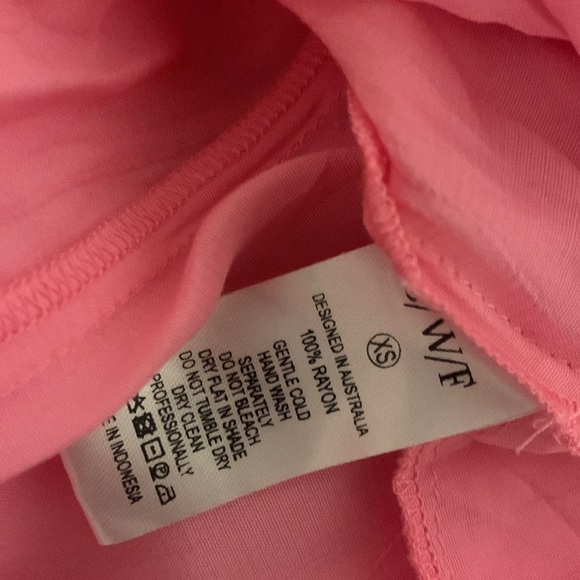 /W/F
XS
DESIGNED IN AUSTRALIA
100% RAYON
GENTLE COLD
HAND WASH
SEPARATELY
DO NOT BLEACH
DRY FLAT IN SHADE
DO NOT TUMBLE DRY
DRY CLEAN
PROFESSIONALLY
IN INDONESIA